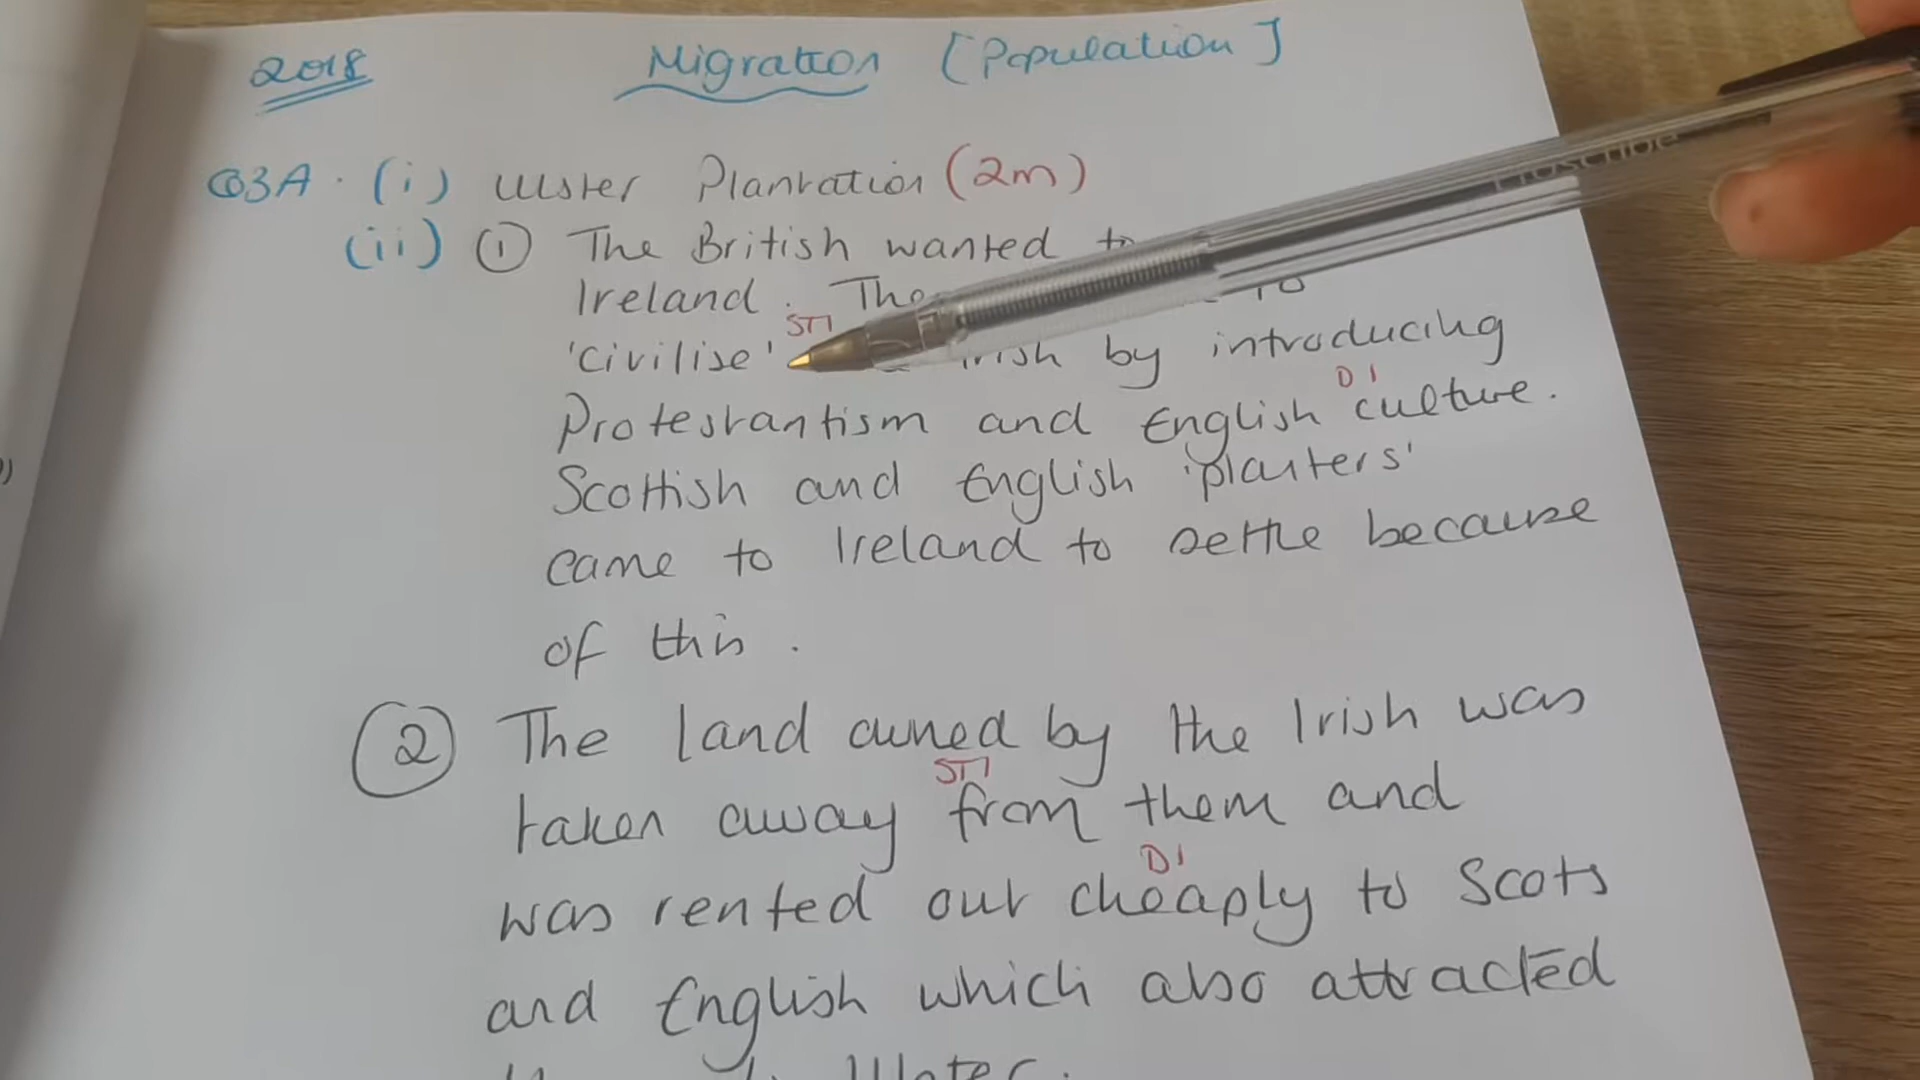 2018 Migration [Population]
Q3A. (i) Ulster Plantation (2m)
(ii) ① The British wanted to
Ireland. The to
ST1
'civilise' Irish by introducing
D1
Protestantism and English culture.
Scottish and English 'planters'
came to Ireland to settle because
of this.
② The land owned by the Irish was
ST1
taken away from them and
D1
was rented out cheaply to Scots
and English which also attracted
Ulster.